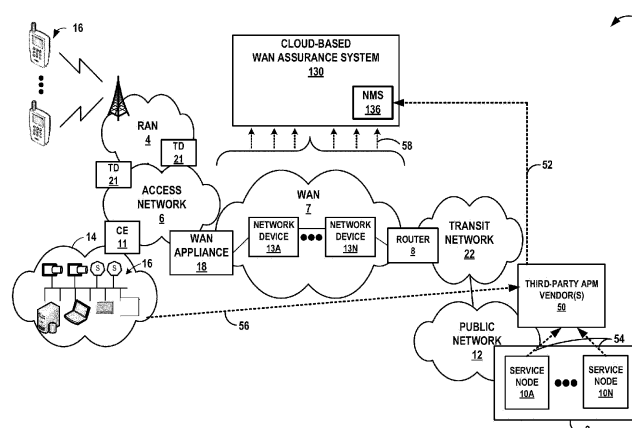 16
CLOUD-BASED
WAN ASSURANCE SYSTEM
130
NMS
136
RAN
4
58
TD
21
TD
21
52
ACCESS
NETWORK
6
WAN
7
TRANSIT
NETWORK
22
14
CE
11
NETWORK
DEVICE
13A
NETWORK
DEVICE
13N
ROUTER
8
WAN
APPLIANCE
18
16
S
S
THIRD-PARTY APM
VENDOR(S)
50
56
PUBLIC
NETWORK
12
54
SERVICE
NODE
10A
SERVICE
NODE
10N